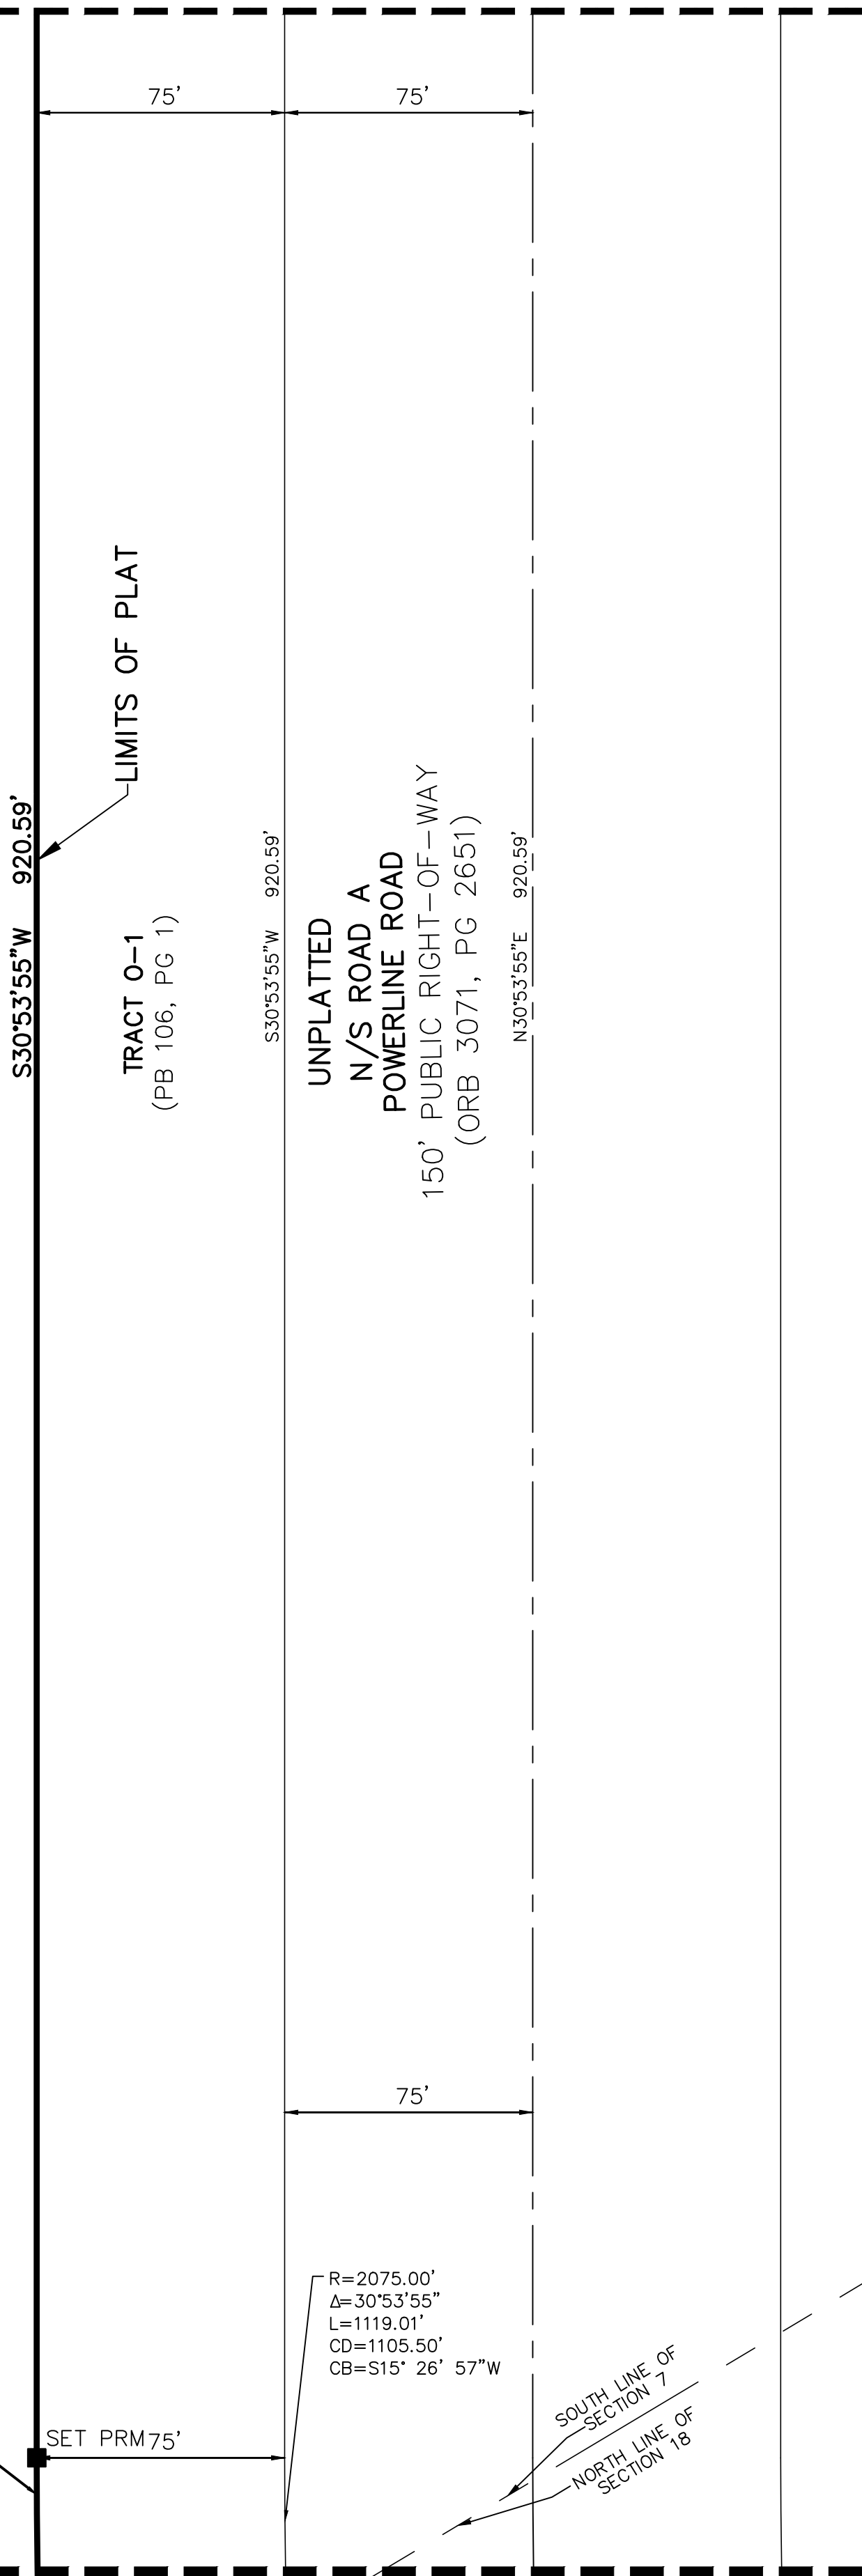 75'
75'
LIMITS OF PLAT
S30°53'55"W 920.59'
TRACT O-1
(PB 106, PG 1)
S30°53'55"W 920.59'
UNPLATTED
N/S ROAD A
POWERLINE ROAD
150' PUBLIC RIGHT-OF-WAY
(ORB 3071, PG 2651)
N30°53'55"E 920.59'
75'
R=2075.00'
Δ=30°53'55"
L=1119.01'
CD=1105.50'
CB=S15° 26' 57"W
SET PRM 75'
SOUTH LINE OF
SECTION 7
NORTH LINE OF
SECTION 18